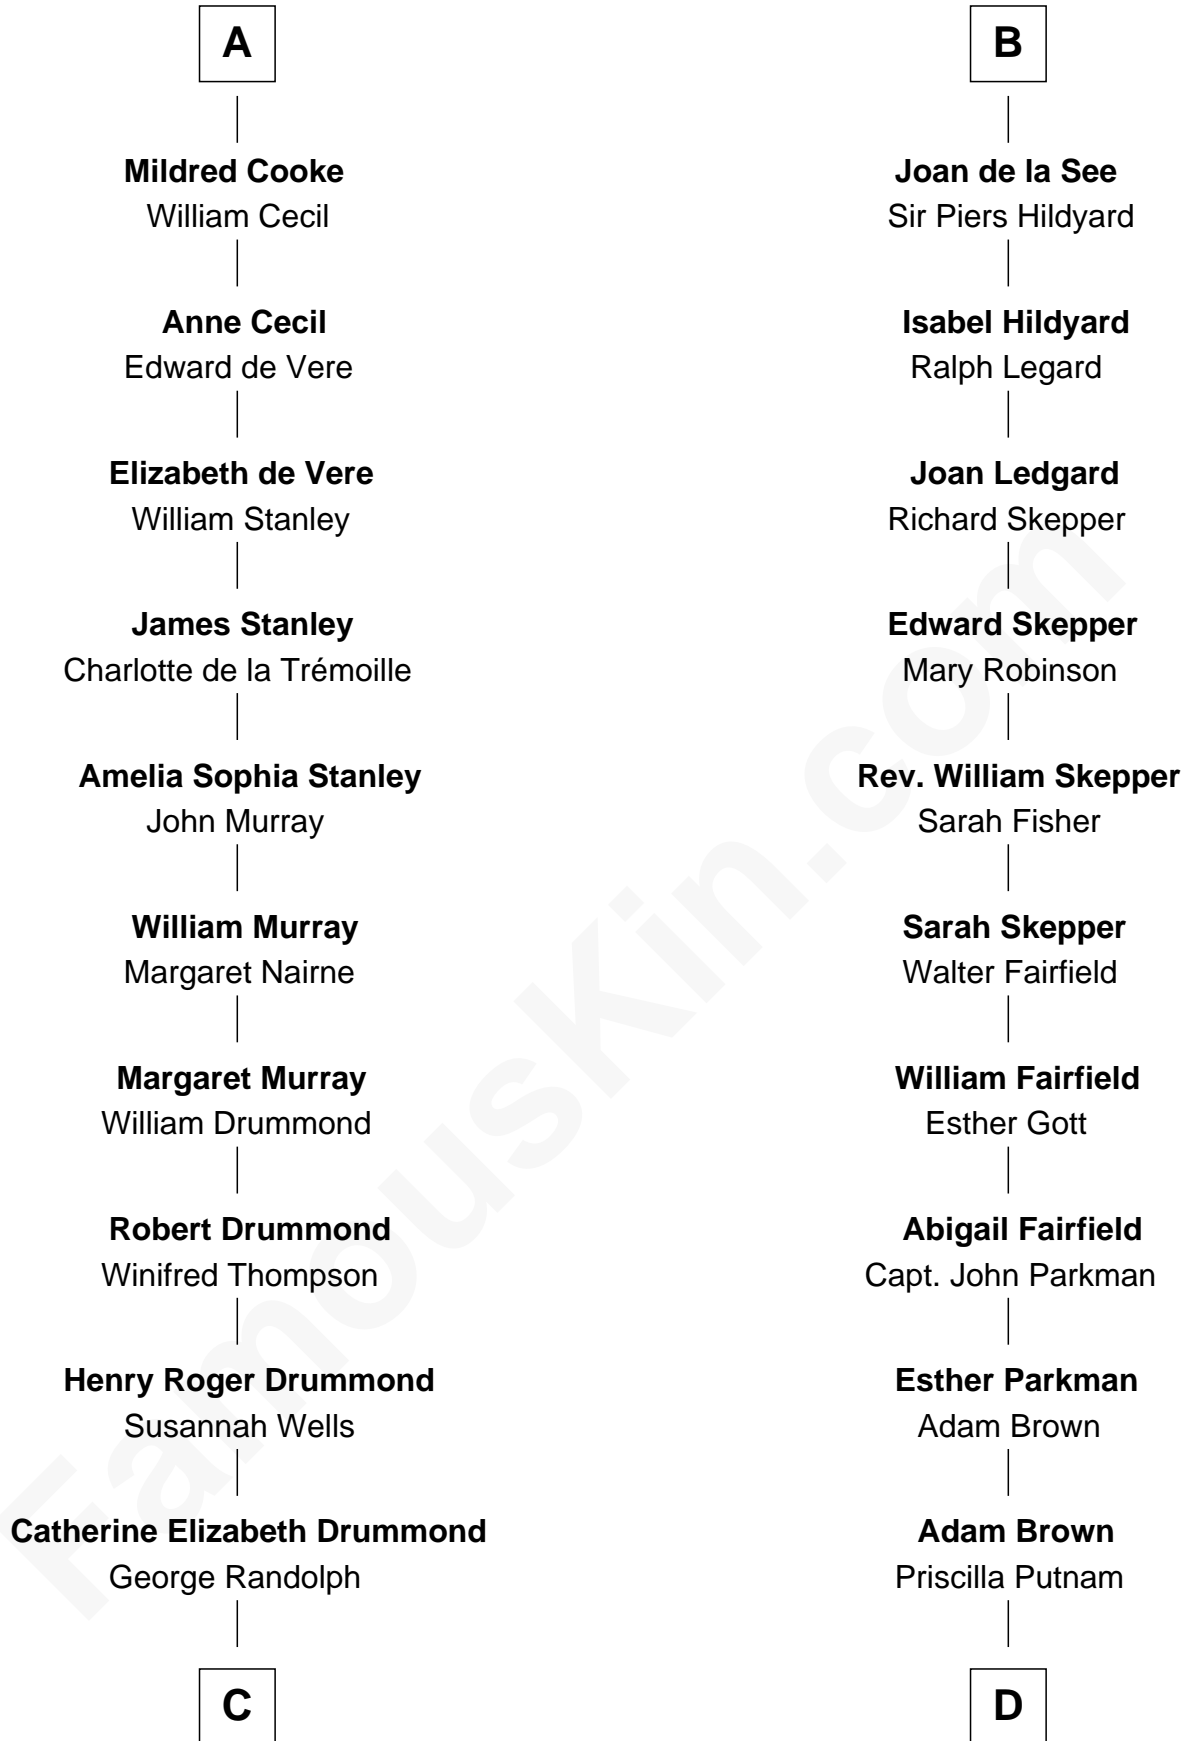 A
Mildred Cooke
William Cecil
Anne Cecil
Edward de Vere
Elizabeth de Vere
William Stanley
James Stanley
Charlotte de la Trémoille
Amelia Sophia Stanley
John Murray
William Murray
Margaret Nairne
Margaret Murray
William Drummond
Robert Drummond
Winifred Thompson
Henry Roger Drummond
Susannah Wells
Catherine Elizabeth Drummond
George Randolph
C
B
Joan de la See
Sir Piers Hildyard
Isabel Hildyard
Ralph Legard
Joan Ledgard
Richard Skepper
Edward Skepper
Mary Robinson
Rev. William Skepper
Sarah Fisher
Sarah Skepper
Walter Fairfield
William Fairfield
Esther Gott
Abigail Fairfield
Capt. John Parkman
Esther Parkman
Adam Brown
Adam Brown
Priscilla Putnam
D
FamousKin.com